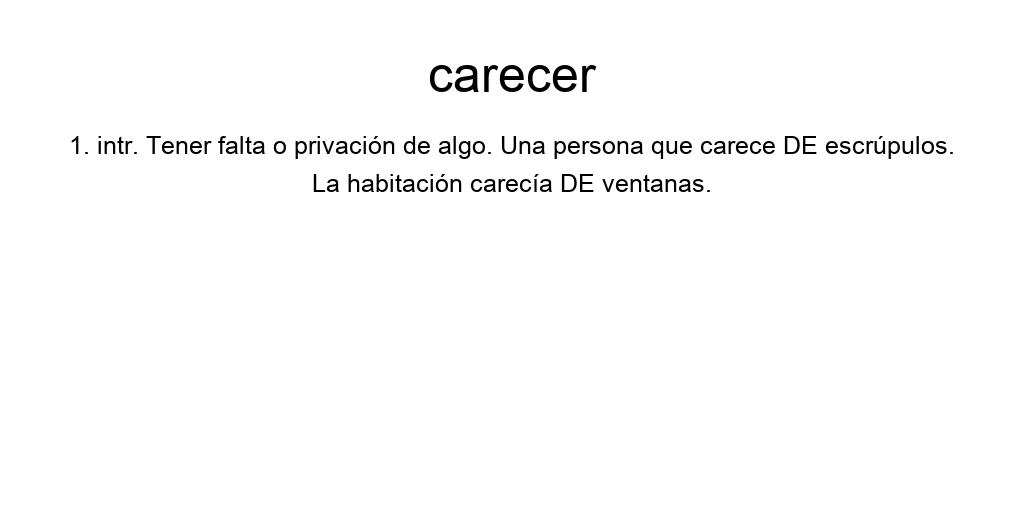 carecer
1. intr. Tener falta o privación de algo. Una persona que carece DE escrúpulos.
La habitación carecía DE ventanas.